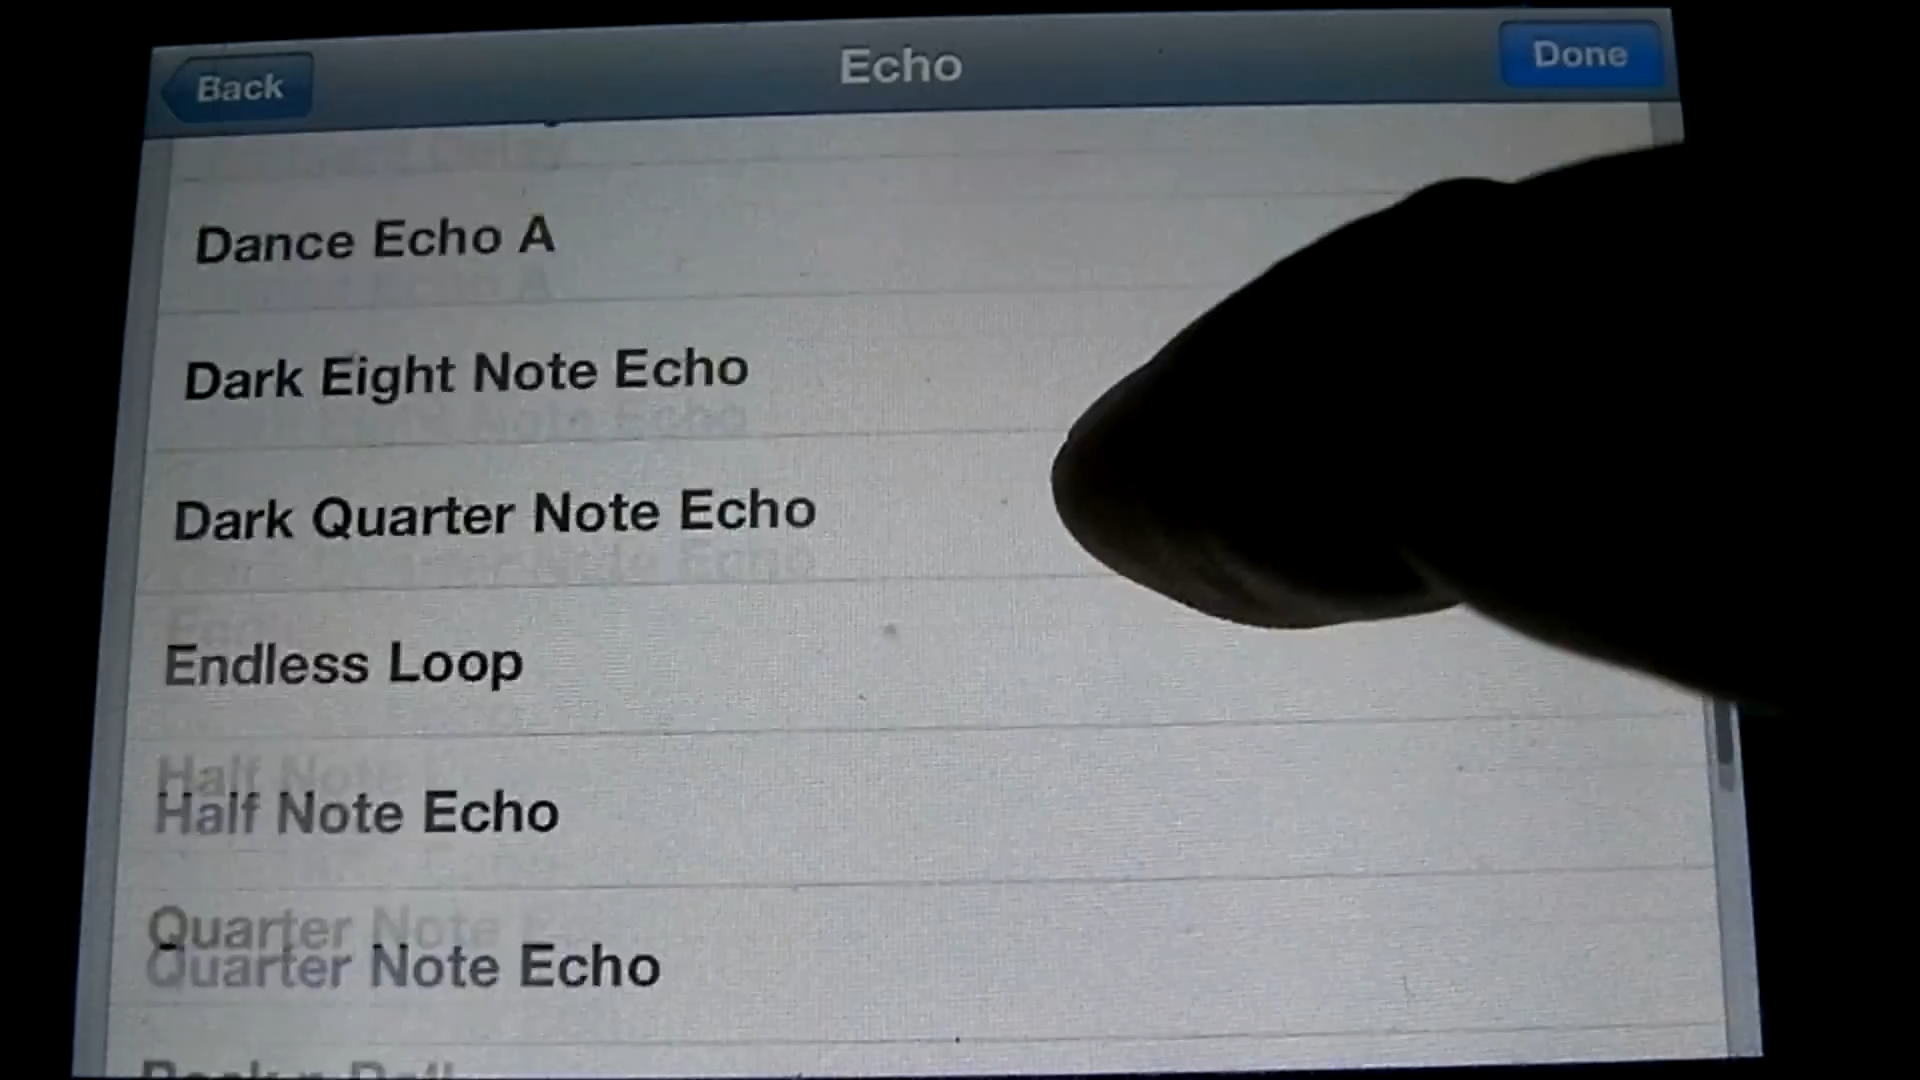 Back
Echo
Done
Dance Echo A
Dark Eight Note Echo
Dark Quarter Note Echo
Endless Loop
Half Note Echo
Quarter Note Echo